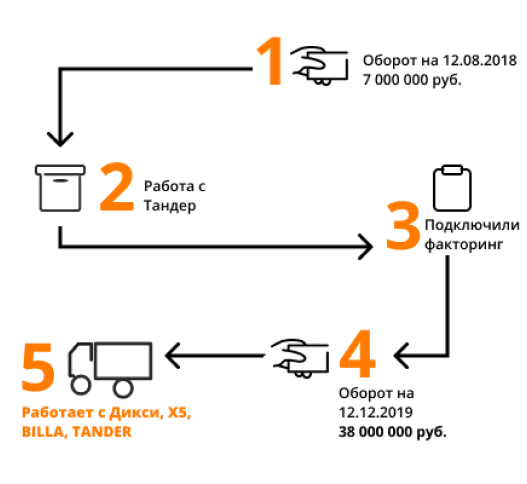 1
Оборот на 12.08.2018
7 000 000 руб.
2
Работа с
Тандер
3
Подключили
факторинг
4
Оборот на
12.12.2019
38 000 000 руб.
5
Работает с Дикси, X5,
BILLA, TANDER